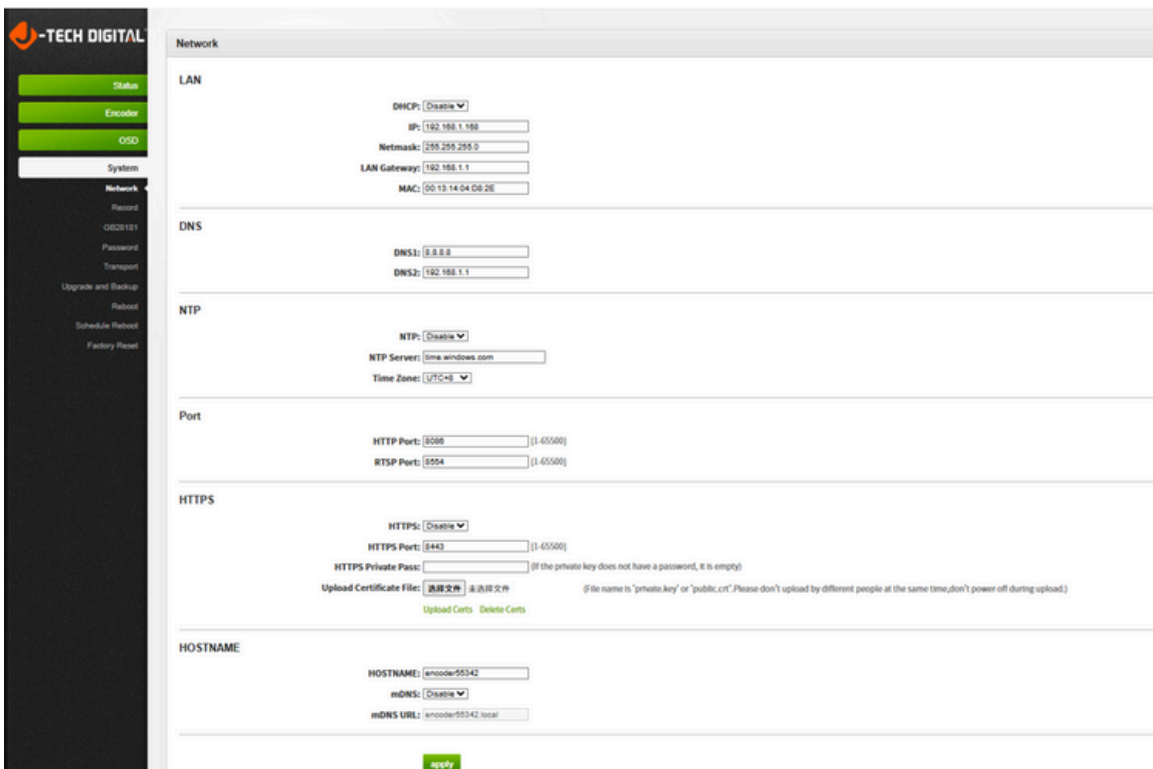 J-TECH DIGITAL
Status
Encoder
OSD
System
Network
Record
GB28181
Password
Transport
Upgrade and Backup
Reboot
Schedule Reboot
Factory Reset
Network
LAN
DHCP: Disable
IP: 192.168.1.168
Netmask: 255.255.255.0
LAN Gateway: 192.168.1.1
MAC: 00:13:14:04:D8:2E
DNS
DNS1: 8.8.8.8
DNS2: 192.168.1.1
NTP
NTP: Disable
NTP Server: time.windows.com
Time Zone: UTC+8
Port
HTTP Port: 8086 [1-65500]
RTSP Port: 8554 [1-65500]
HTTPS
HTTPS: Disable
HTTPS Port: 8443 [1-65500]
HTTPS Private Pass: (If the private key does not have a password, it is empty)
Upload Certificate File: 选择文件 未选择文件 (File name is 'private.key' or 'public.crt'.Please don't upload by different people at the same time,don't power off during upload.)
Upload Certs Delete Certs
HOSTNAME
HOSTNAME: encoder55342
mDNS: Disable
mDNS URL: encoder55342.local
apply